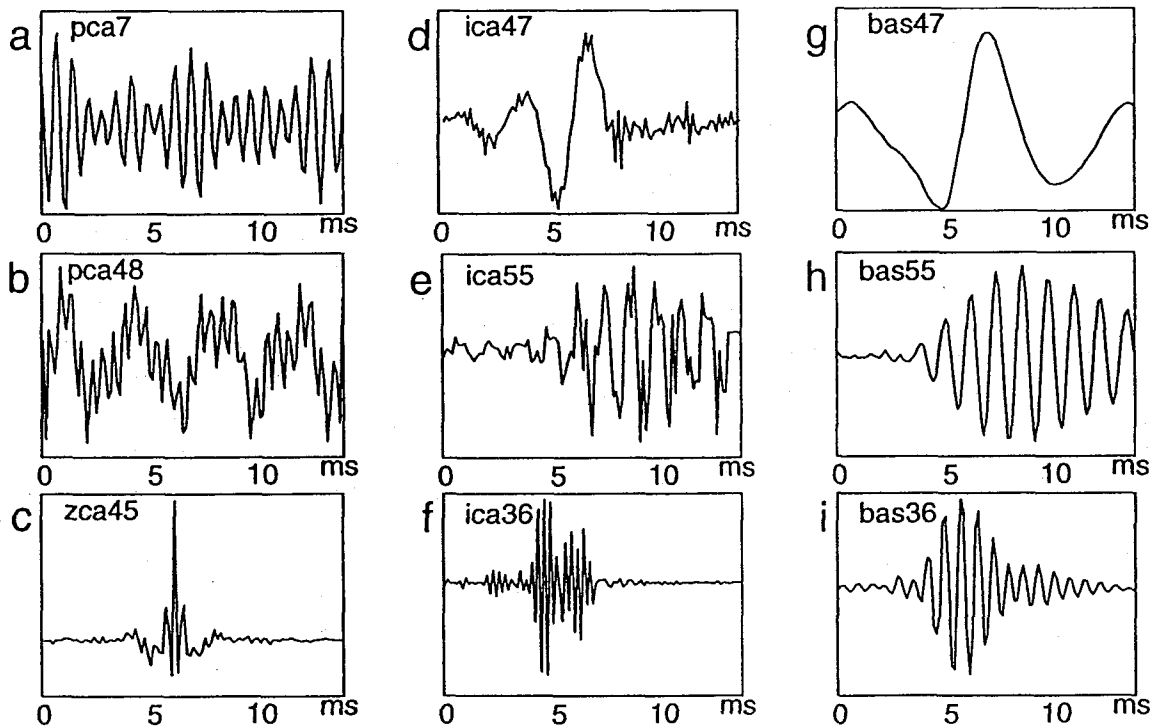 a pca7 d ica47 g bas47
0 5 10 ms 0 5 10 ms 0 5 10 ms
b pca48 e ica55 h bas55
0 5 10 ms 0 5 10 ms 0 5 10 ms
c zca45 f ica36 i bas36
0 5 10 ms 0 5 10 ms 0 5 10 ms